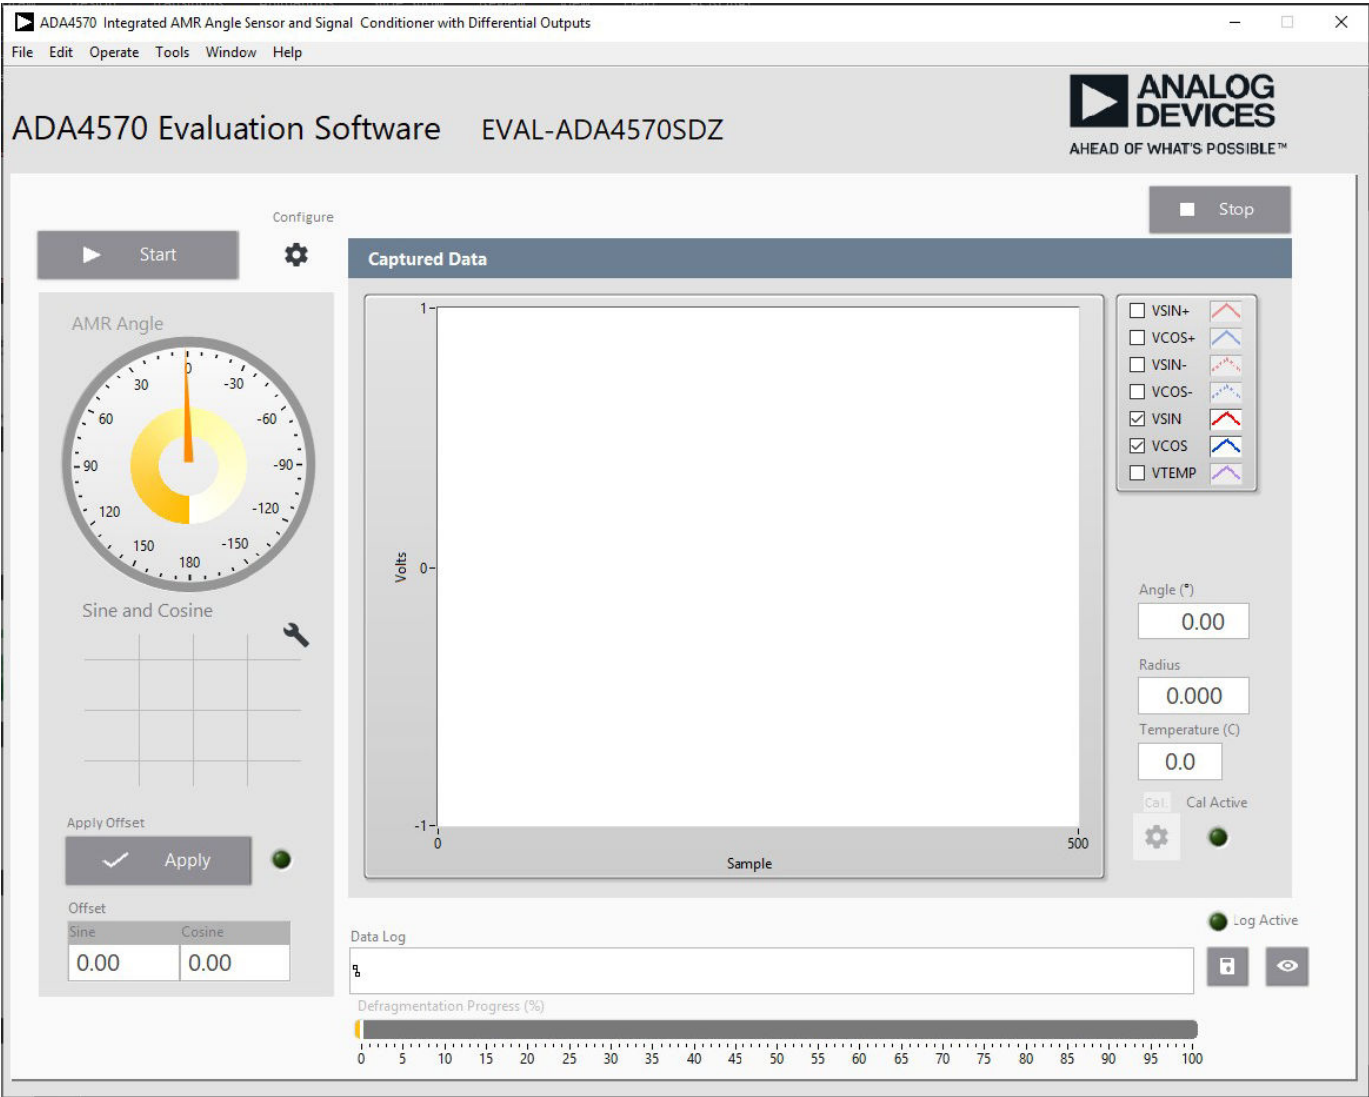 ADA4570 Integrated AMR Angle Sensor and Signal Conditioner with Differential Outputs
File Edit Operate Tools Window Help
ANALOG
DEVICES
AHEAD OF WHAT'S POSSIBLE™
ADA4570 Evaluation Software EVAL-ADA4570SDZ
Stop
Configure
Start
Captured Data
AMR Angle
0
30 -30
60 -60
90 -90
120 -120
150 -150
180
Sine and Cosine
Apply Offset
Apply
Offset
Sine Cosine
0.00 0.00
1
0
-1
Volts
0 500
Sample
VSIN+
VCOS+
VSIN-
VCOS-
VSIN
VCOS
VTEMP
Angle (°)
0.00
Radius
0.000
Temperature (C)
0.0
Cal. Cal Active
Log Active
Data Log
Defragmentation Progress (%)
0 5 10 15 20 25 30 35 40 45 50 55 60 65 70 75 80 85 90 95 100